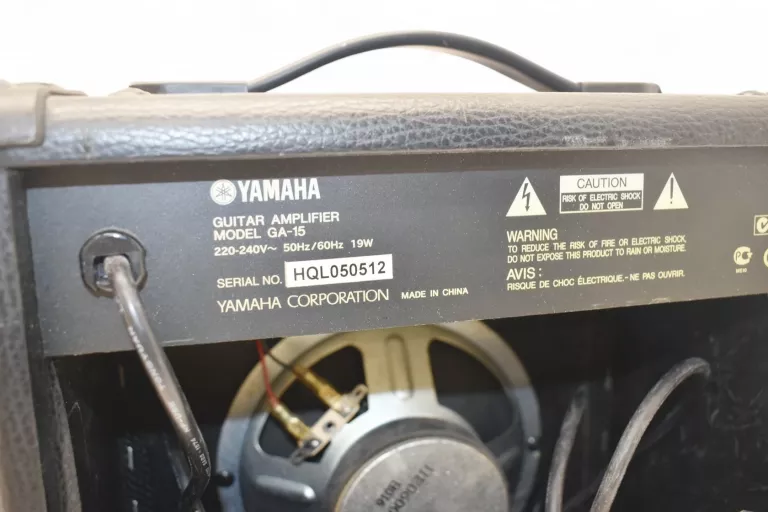 YAMAHA
GUITAR AMPLIFIER
MODEL GA-15
220-240V~ 50Hz/60Hz 19W
SERIAL NO. HQL050512
YAMAHA CORPORATION MADE IN CHINA
CAUTION
RISK OF ELECTRIC SHOCK
DO NOT OPEN
WARNING
TO REDUCE THE RISK OF FIRE OR ELECTRIC SHOCK
DO NOT EXPOSE THIS PRODUCT TO RAIN OR MOISTURE.
AVIS :
RISQUE DE CHOC ÉLECTRIQUE.- NE PAS OUVRIR.